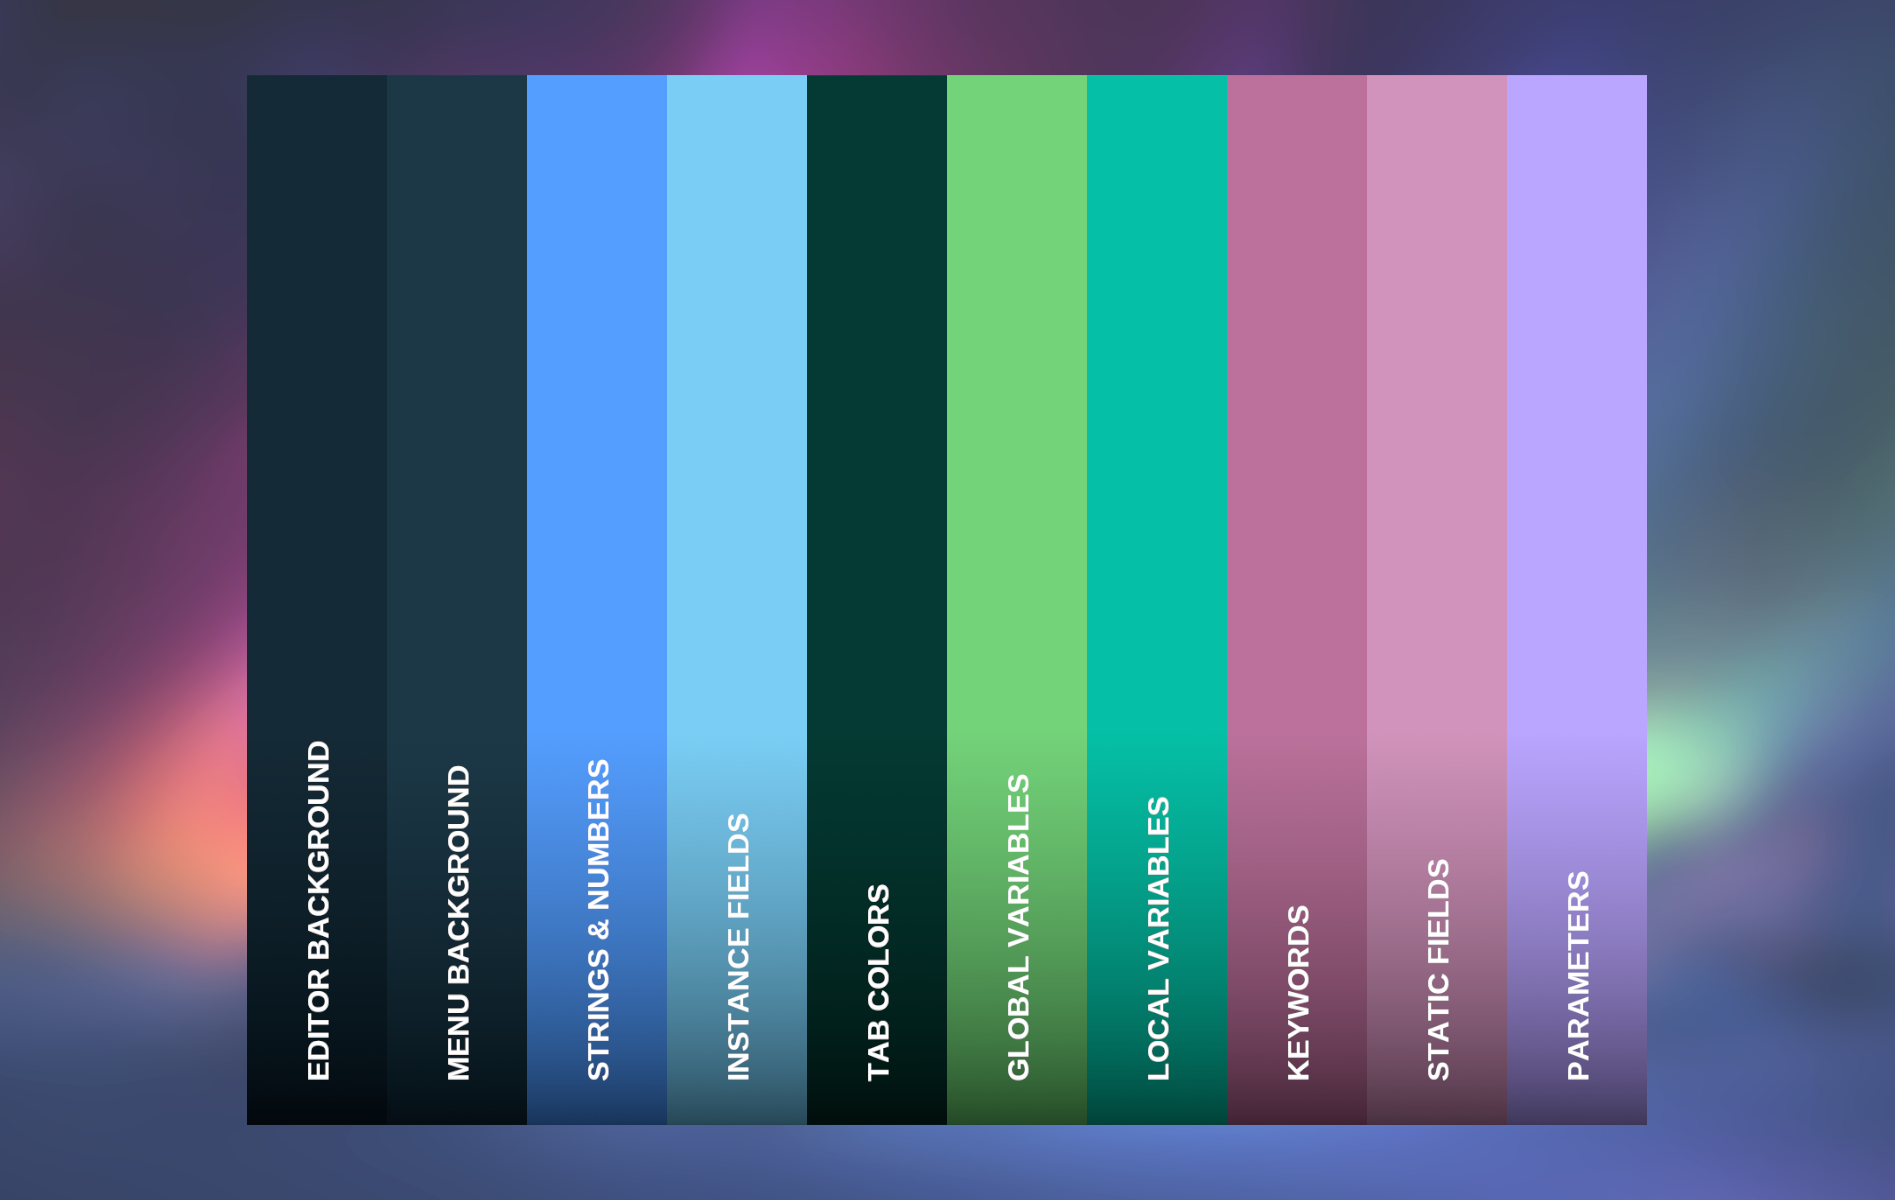 EDITOR BACKGROUND
MENU BACKGROUND
STRINGS & NUMBERS
INSTANCE FIELDS
TAB COLORS
GLOBAL VARIABLES
LOCAL VARIABLES
KEYWORDS
STATIC FIELDS
PARAMETERS